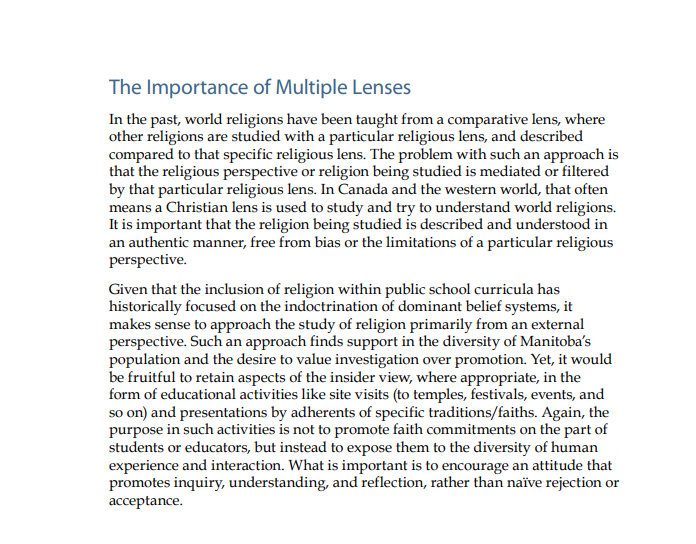 The Importance of Multiple Lenses
In the past, world religions have been taught from a comparative lens, where
other religions are studied with a particular religious lens, and described
compared to that specific religious lens. The problem with such an approach is
that the religious perspective or religion being studied is mediated or filtered
by that particular religious lens. In Canada and the western world, that often
means a Christian lens is used to study and try to understand world religions.
It is important that the religion being studied is described and understood in
an authentic manner, free from bias or the limitations of a particular religious
perspective.
Given that the inclusion of religion within public school curricula has
historically focused on the indoctrination of dominant belief systems, it
makes sense to approach the study of religion primarily from an external
perspective. Such an approach finds support in the diversity of Manitoba’s
population and the desire to value investigation over promotion. Yet, it would
be fruitful to retain aspects of the insider view, where appropriate, in the
form of educational activities like site visits (to temples, festivals, events, and
so on) and presentations by adherents of specific traditions/faiths. Again, the
purpose in such activities is not to promote faith commitments on the part of
students or educators, but instead to expose them to the diversity of human
experience and interaction. What is important is to encourage an attitude that
promotes inquiry, understanding, and reflection, rather than naïve rejection or
acceptance.